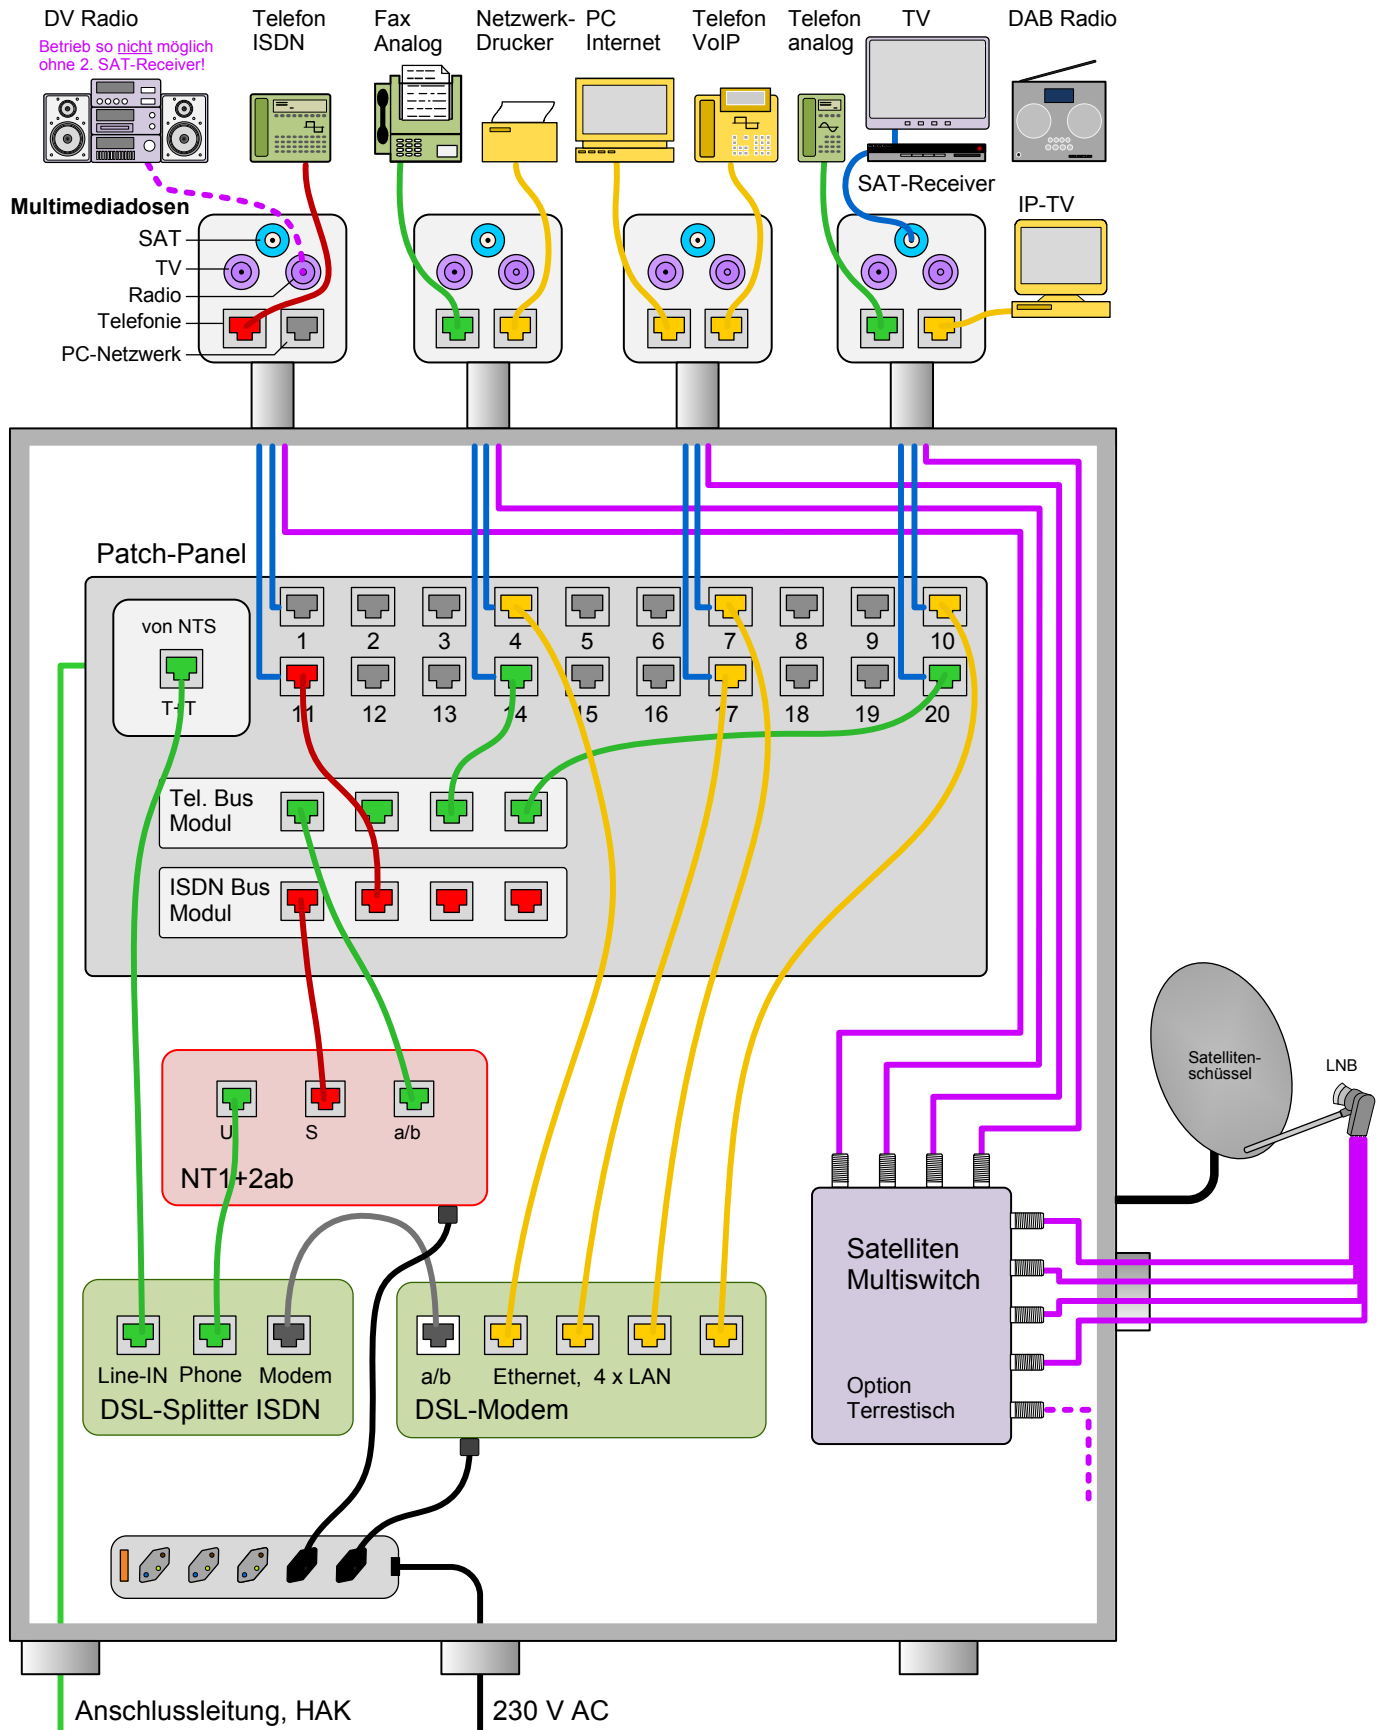 DV Radio
Betrieb so nicht möglich
ohne 2. SAT-Receiver!
Telefon
ISDN
Fax
Analog
Netzwerk-
Drucker
PC
Internet
Telefon
VoIP
Telefon
analog
TV
DAB Radio
SAT-Receiver
IP-TV
Multimediadosen
SAT
TV
Radio
Telefonie
PC-Netzwerk
Patch-Panel
von NTS
T+T
1 2 3 4 5 6 7 8 9 10
11 12 13 14 15 16 17 18 19 20
Tel. Bus
Modul
ISDN Bus
Modul
U S a/b
NT1+2ab
Satelliten-
schüssel
LNB
Satelliten
Multiswitch
Option
Terrestisch
Line-IN Phone Modem
DSL-Splitter ISDN
a/b Ethernet, 4 x LAN
DSL-Modem
Anschlussleitung, HAK
230 V AC